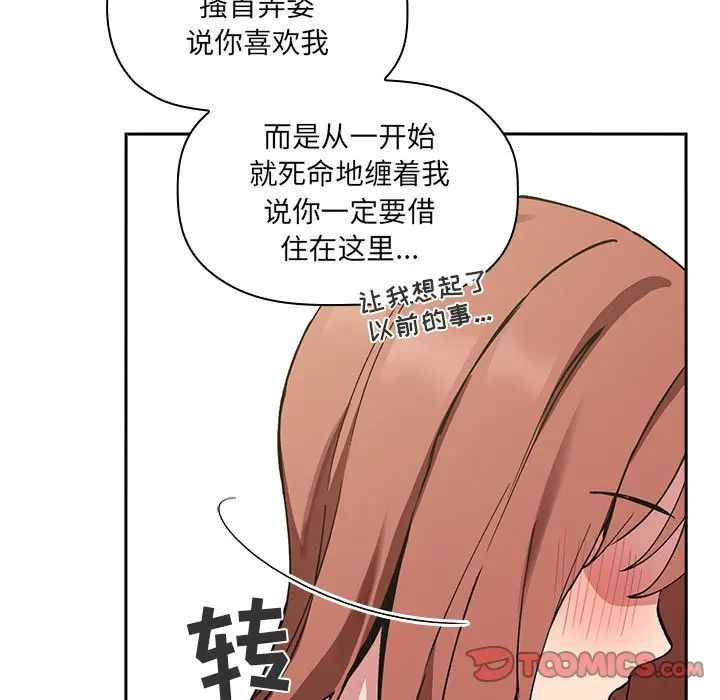 搔首弄姿
说你喜欢我
而是从一开始
就死命地缠着我
说你一定要借
住在这里...
让我想起了
以前的事...
转
TOOMICS.COM